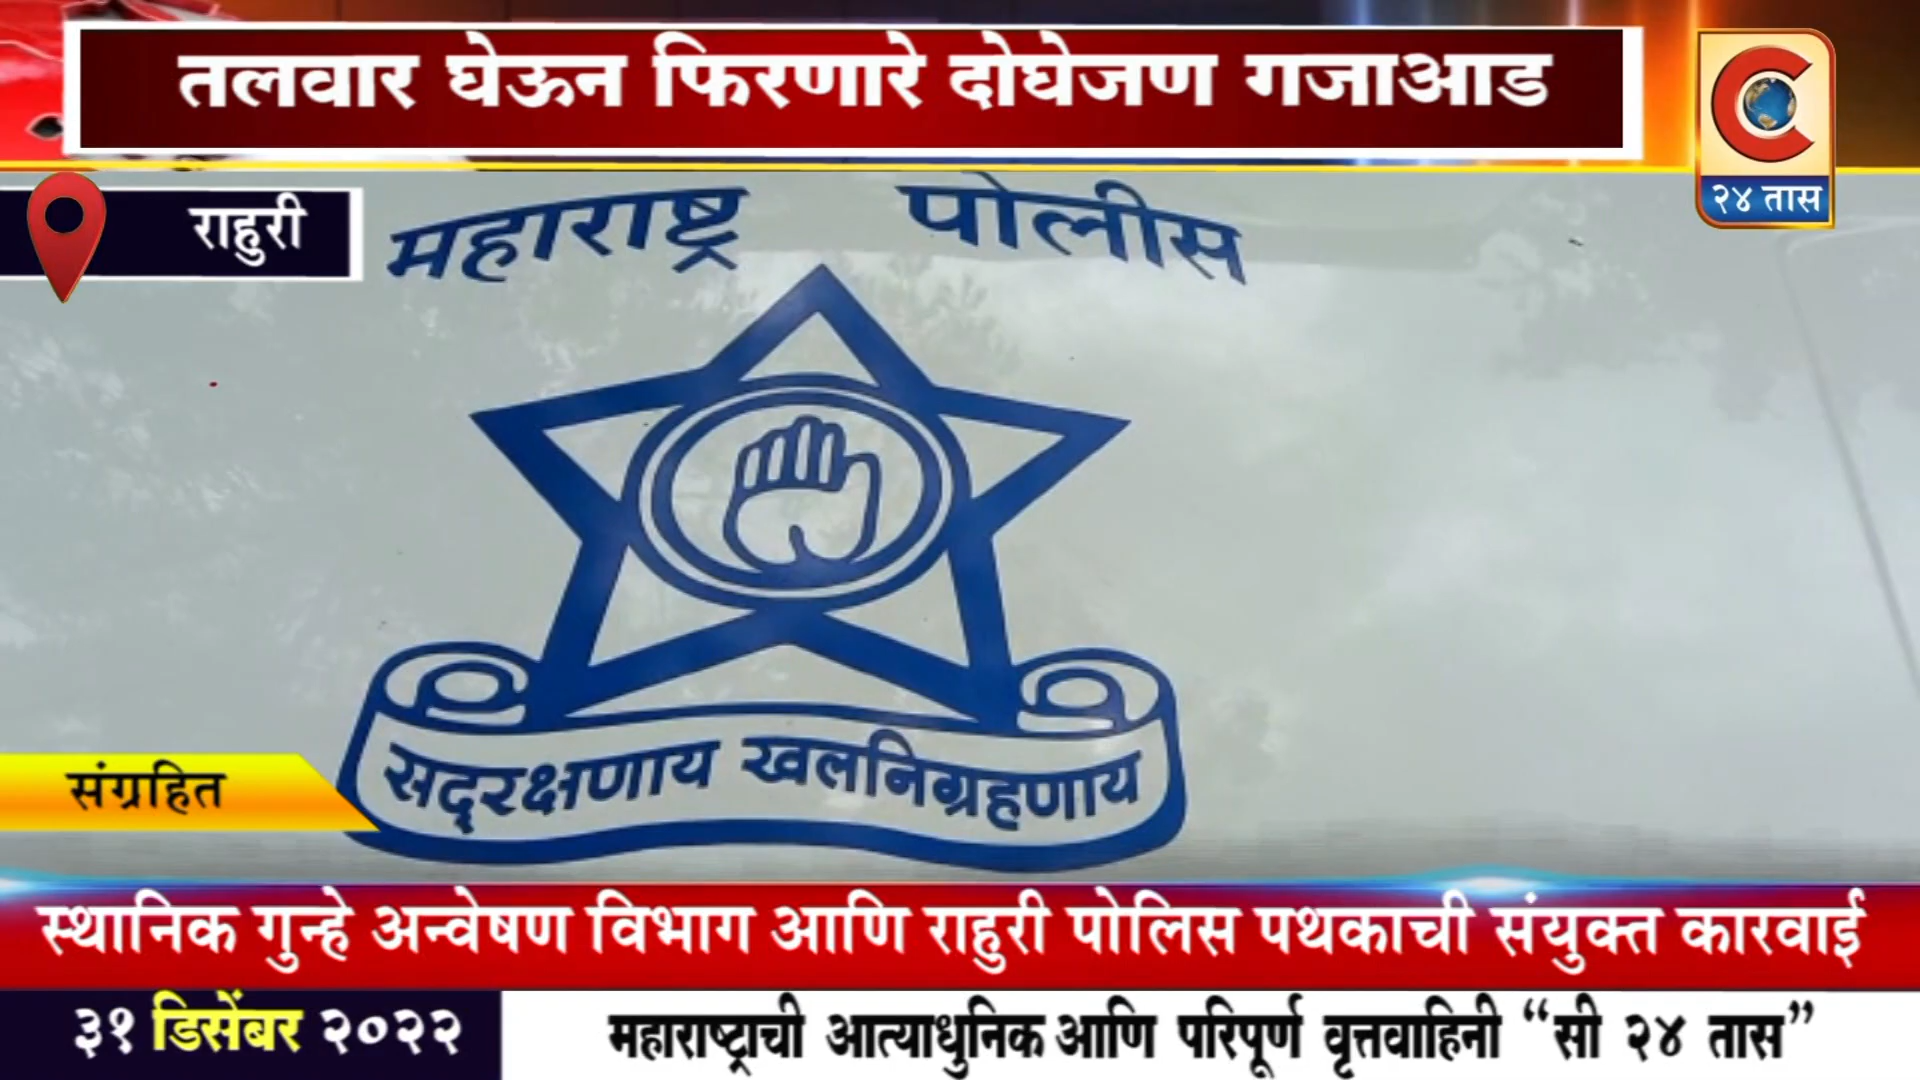 तलवार घेऊन फिरणारे दोघेजण गजाआड
C
२४ तास
राहुरी
महाराष्ट्र पोलीस
सद्रक्षणाय खलनिग्रहणाय
संग्रहित
स्थानिक गुन्हे अन्वेषण विभाग आणि राहुरी पोलिस पथकाची संयुक्त कारवाई
३१ डिसेंबर २०२२
महाराष्ट्राची आत्याधुनिक आणि परिपूर्ण वृत्तवाहिनी “सी २४ तास”